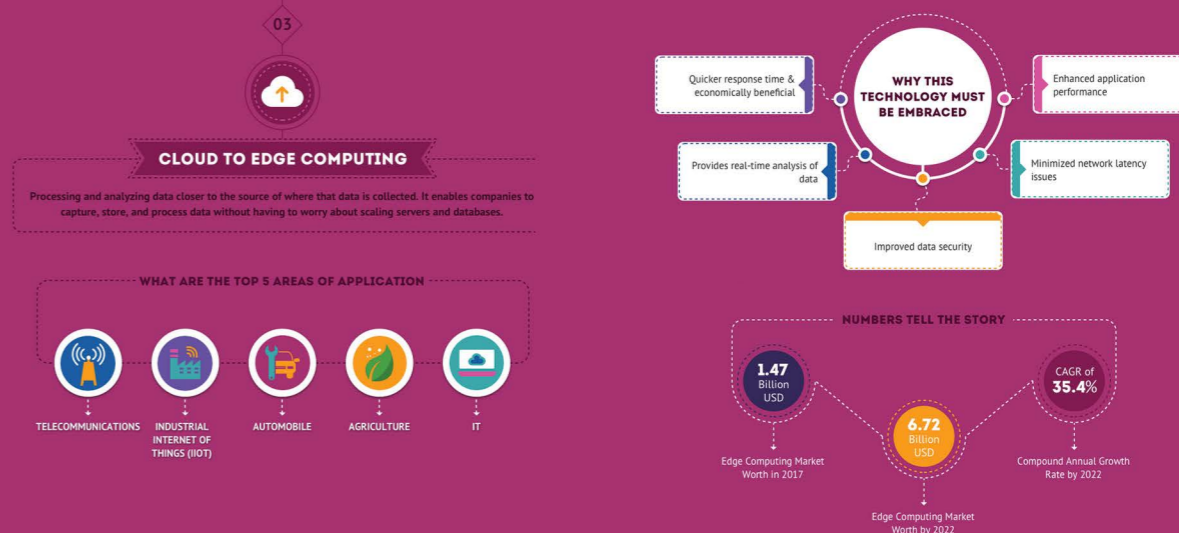 03
CLOUD TO EDGE COMPUTING
Processing and analyzing data closer to the source of where that data is collected. It enables companies to
capture, store, and process data without having to worry about scaling servers and databases.
WHAT ARE THE TOP 5 AREAS OF APPLICATION
TELECOMMUNICATIONS
INDUSTRIAL
INTERNET OF
THINGS (IIOT)
AUTOMOBILE
AGRICULTURE
IT
WHY THIS
TECHNOLOGY MUST
BE EMBRACED
Quicker response time &
economically beneficial
Provides real-time analysis of
data
Improved data security
Minimized network latency
issues
Enhanced application
performance
NUMBERS TELL THE STORY
1.47
Billion
USD
Edge Computing Market
Worth in 2017
6.72
Billion
USD
Edge Computing Market
Worth by 2022
CAGR of
35.4%
Compound Annual Growth
Rate by 2022